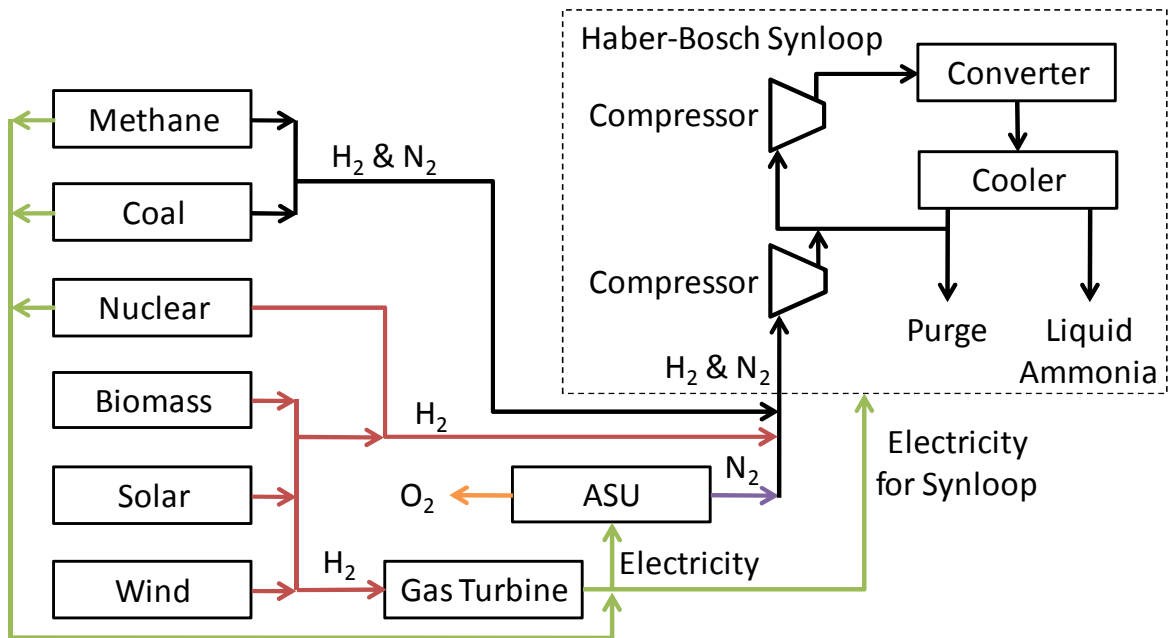 Haber-Bosch Synloop
Converter
Compressor
Methane
H₂ & N₂
Cooler
Coal
Compressor
Nuclear
Purge
Liquid
Ammonia
H₂ & N₂
Biomass
H₂
Electricity
for Synloop
N₂
Solar
O₂
ASU
H₂
Electricity
Wind
Gas Turbine